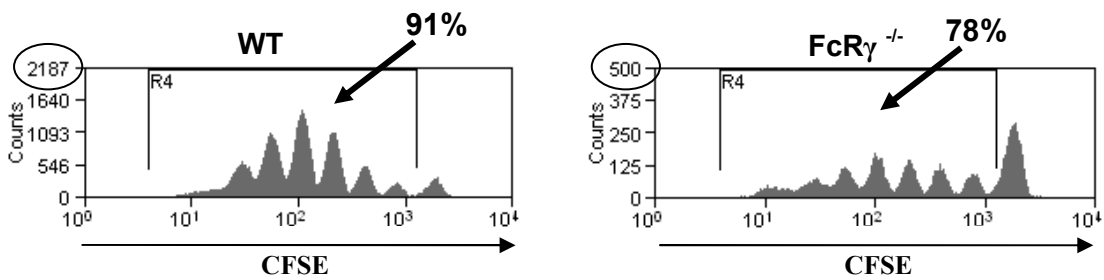 WT
91%
2187
1640
1093
546
0
Counts
R4
10⁰ 10¹ 10² 10³ 10⁴
CFSE
FcRγ -/-
78%
500
375
250
125
0
Counts
R4
10⁰ 10¹ 10² 10³ 10⁴
CFSE